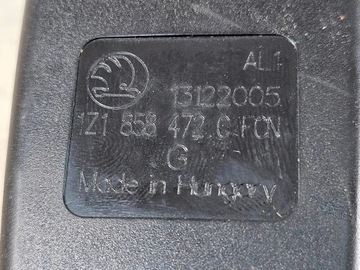 AL1
13122005
1Z1 858 472 C FCN
G
Made in Hungary